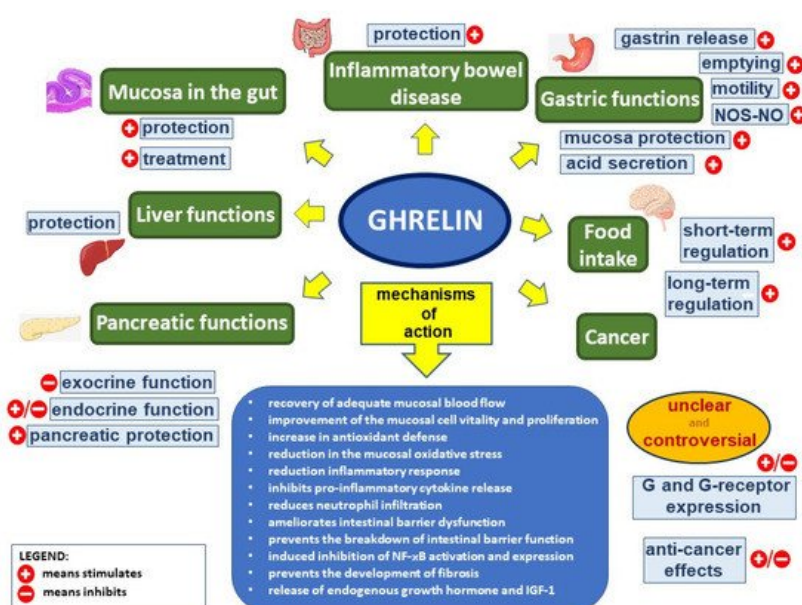 protection +
Inflammatory bowel
disease
gastrin release +
emptying +
motility +
NOS-NO +
Gastric functions
mucosa protection +
acid secretion +
Mucosa in the gut
+ protection
+ treatment
protection
Liver functions
GHRELIN
Food
intake
short-term
regulation +
long-term
regulation +
Pancreatic functions
mechanisms
of
action
Cancer
- exocrine function
+/- endocrine function
+ pancreatic protection
• recovery of adequate mucosal blood flow
• improvement of the mucosal cell vitality and proliferation
• increase in antioxidant defense
• reduction in the mucosal oxidative stress
• reduction inflammatory response
• inhibits pro-inflammatory cytokine release
• reduces neutrophil infiltration
• ameliorates intestinal barrier dysfunction
• prevents the breakdown of intestinal barrier function
• induced inhibition of NF-κB activation and expression
• prevents the development of fibrosis
• release of endogenous growth hormone and IGF-1
unclear
and
controversial
+/-
G and G-receptor
expression
anti-cancer
effects +/-
LEGEND:
+ means stimulates
- means inhibits